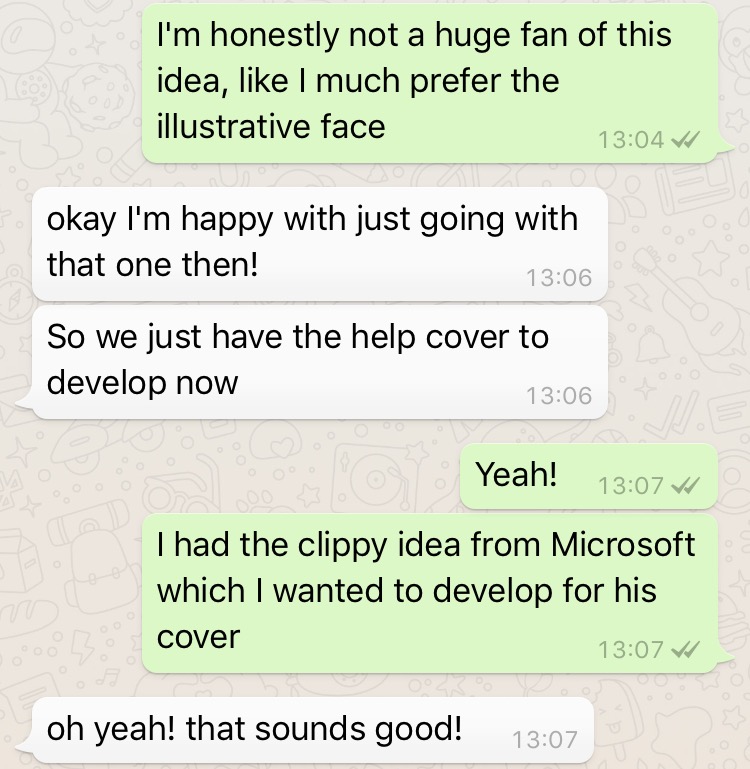 I'm honestly not a huge fan of this
idea, like I much prefer the
illustrative face
13:04
okay I'm happy with just going with
that one then!
13:06
So we just have the help cover to
develop now
13:06
Yeah!
13:07
I had the clippy idea from Microsoft
which I wanted to develop for his
cover
13:07
oh yeah! that sounds good!
13:07